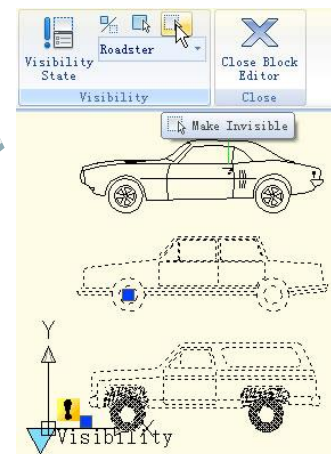 Roadster
Visibility
State
Close Block
Editor
Visibility
Close
Make Invisible
Y
X
Visibility